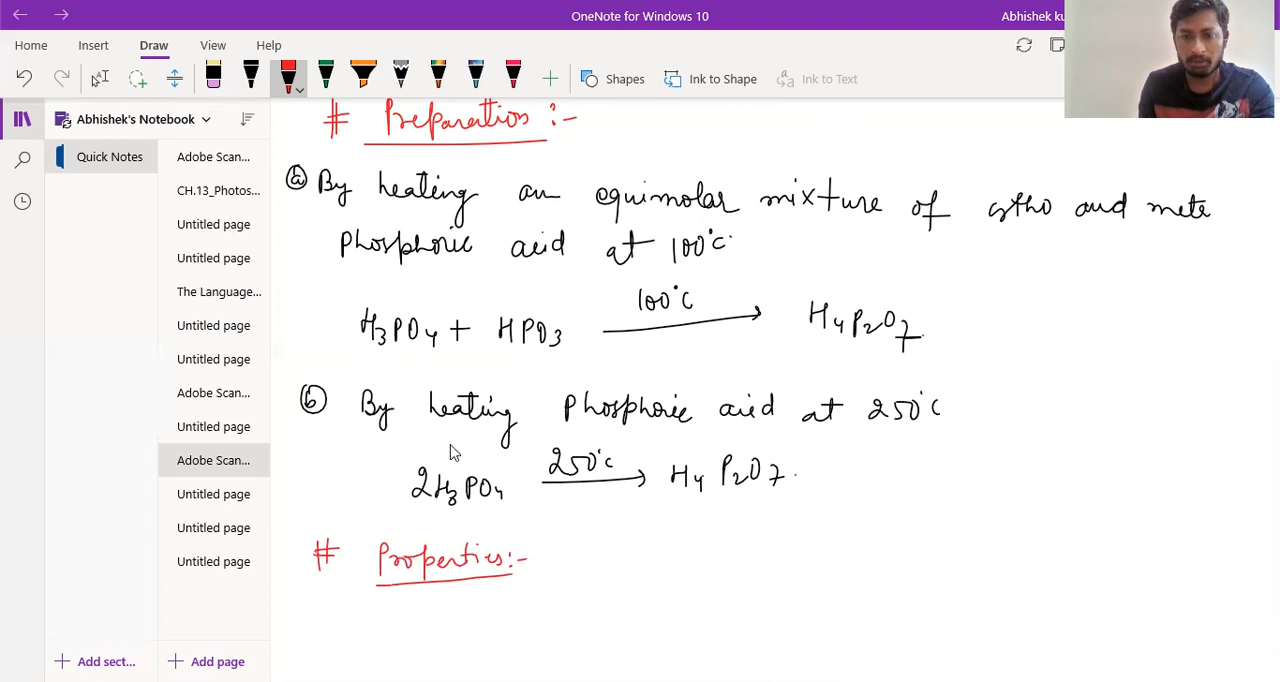 OneNote for Windows 10
Abhishek ku
Home Insert Draw View Help
Shapes Ink to Shape Ink to Text
Abhishek's Notebook
Quick Notes
Adobe Scan...
CH.13_Photos...
Untitled page
Untitled page
The Language...
Untitled page
Untitled page
Adobe Scan...
Untitled page
Adobe Scan...
Untitled page
Untitled page
Untitled page
+ Add sect...
+ Add page
# Preparation :-
ⓐ By heating an equimolar mixture of ortho and meta
Phosphoric acid at 100°C.
H₃PO₄ + HPO₃ 100°C → H₄P₂O₇.
ⓑ By heating Phosphoric acid at 250°C
2H₃PO₄ 250°C → H₄P₂O₇.
# Properties:-